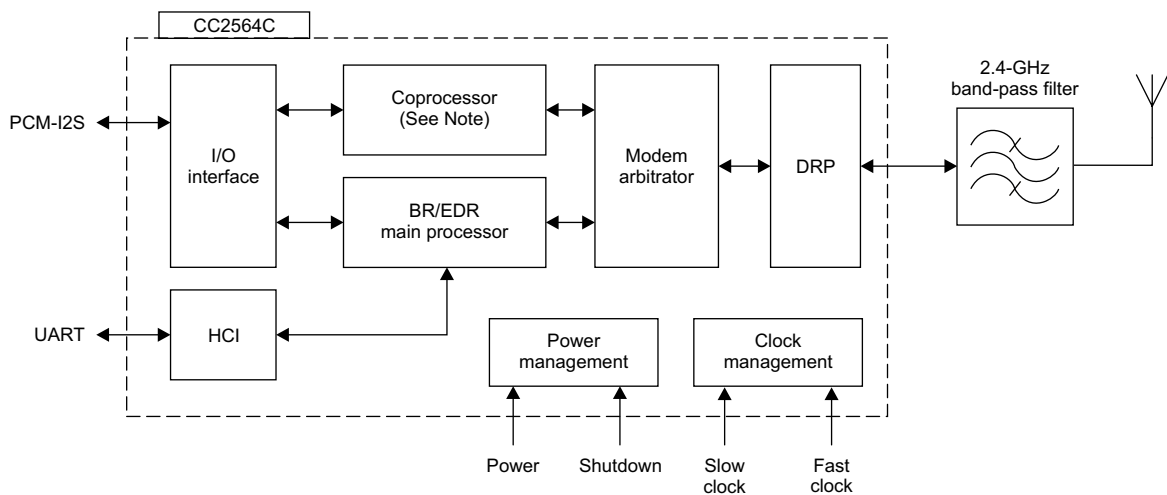 CC2564C
2.4-GHz
band-pass filter
PCM-I2S
I/O
interface
Coprocessor
(See Note)
BR/EDR
main processor
Modem
arbitrator
DRP
UART
HCI
Power
management
Clock
management
Power
Shutdown
Slow
clock
Fast
clock